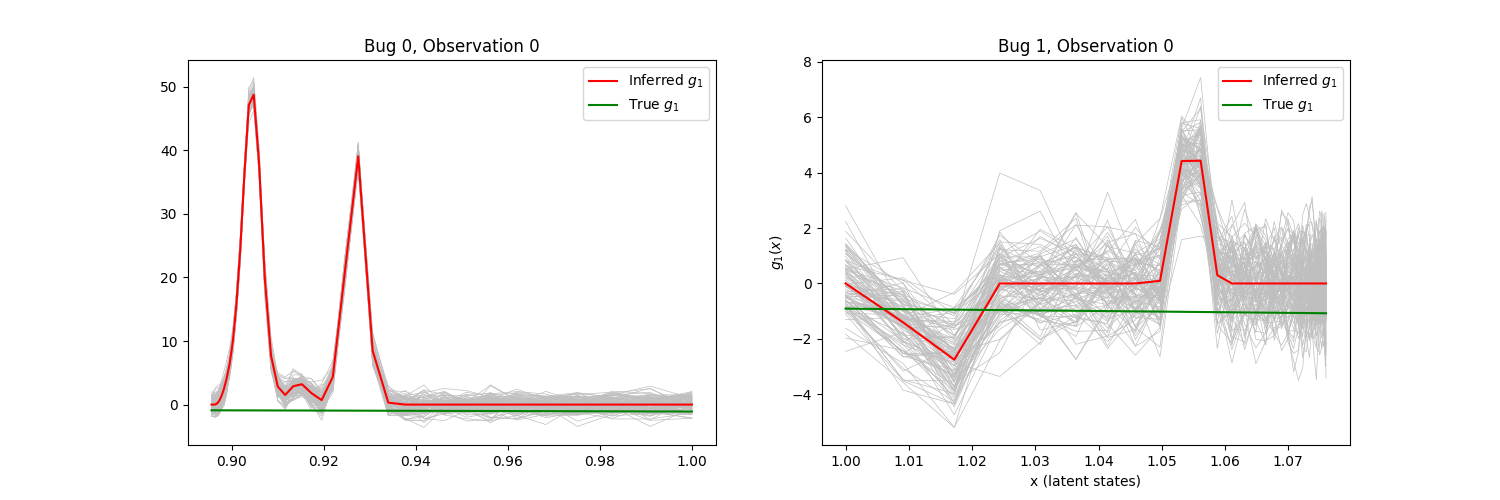 Bug 0, Observation 0
Inferred g1
True g1
50
40
30
20
10
0
0.90 0.92 0.94 0.96 0.98 1.00
Bug 1, Observation 0
Inferred g1
True g1
8
6
4
2
0
−2
−4
g1(x)
1.00 1.01 1.02 1.03 1.04 1.05 1.06 1.07
x (latent states)